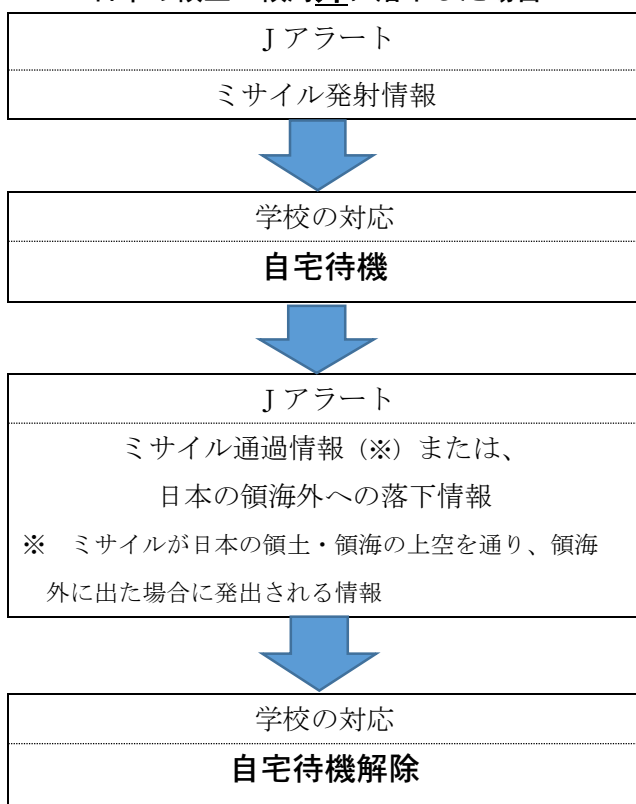 Jアラート
ミサイル発射情報
学校の対応
自宅待機
Jアラート
ミサイル通過情報（※）または、
日本の領海外への落下情報
※　ミサイルが日本の領土・領海の上空を通り、領海
外に出た場合に発出される情報
学校の対応
自宅待機解除